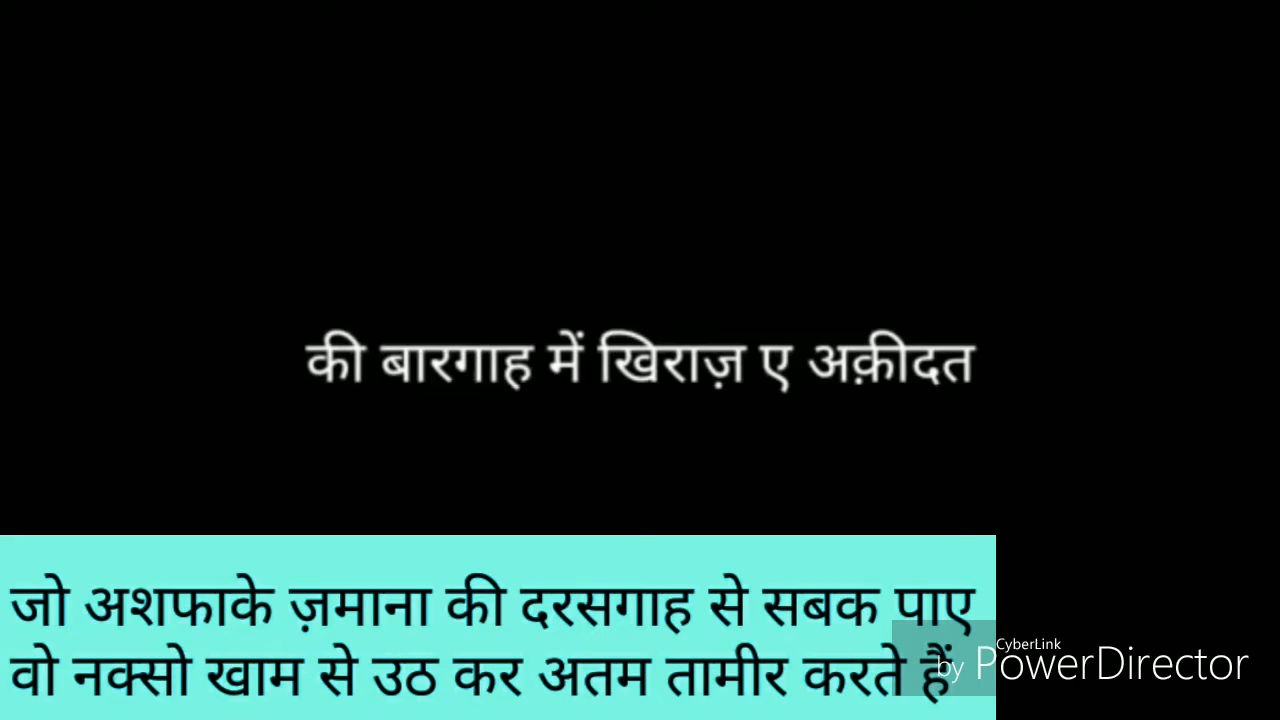 की बारगाह में खिराज़ ए अक़ीदत
जो अशफाके ज़माना की दरसगाह से सबक पाए
वो नक्सो खाम से उठ कर अतम तामीर करते हैं
CyberLink
by PowerDirector